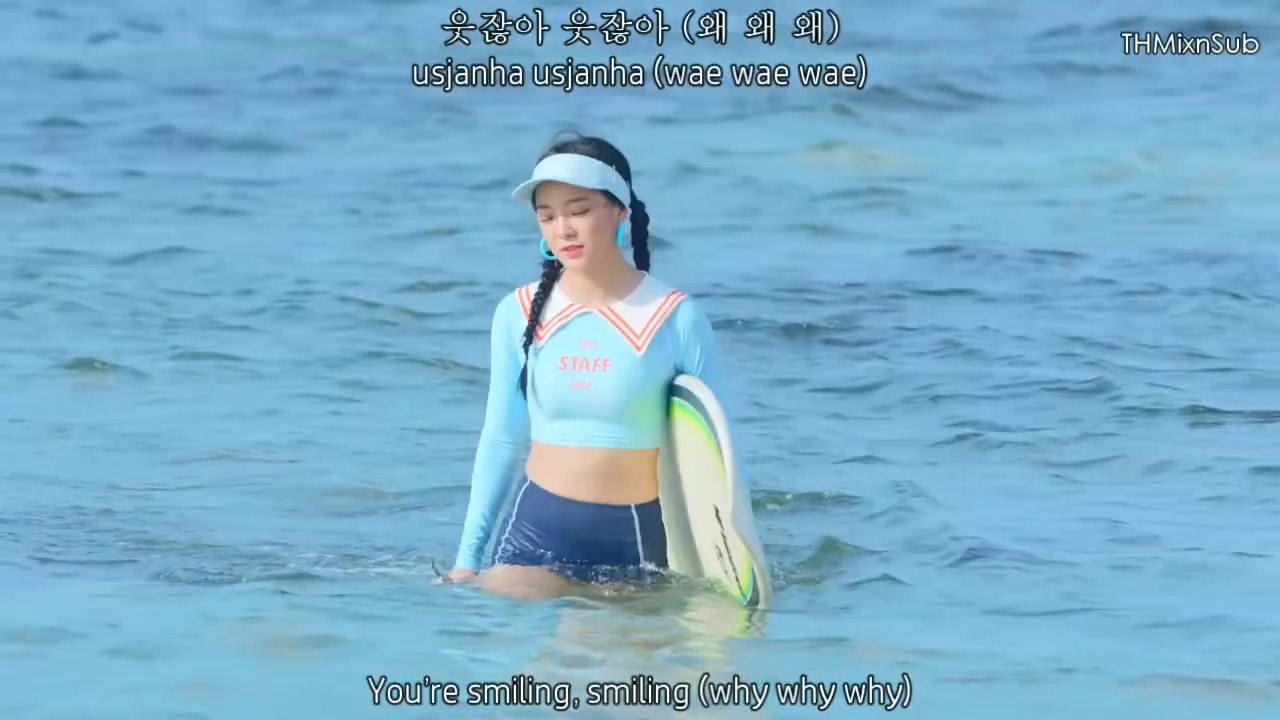 웃잖아 웃잖아 (왜 왜 왜)
THMixnSub
usjanha usjanha (wae wae wae)
STAFF
You're smiling, smiling (why why why)